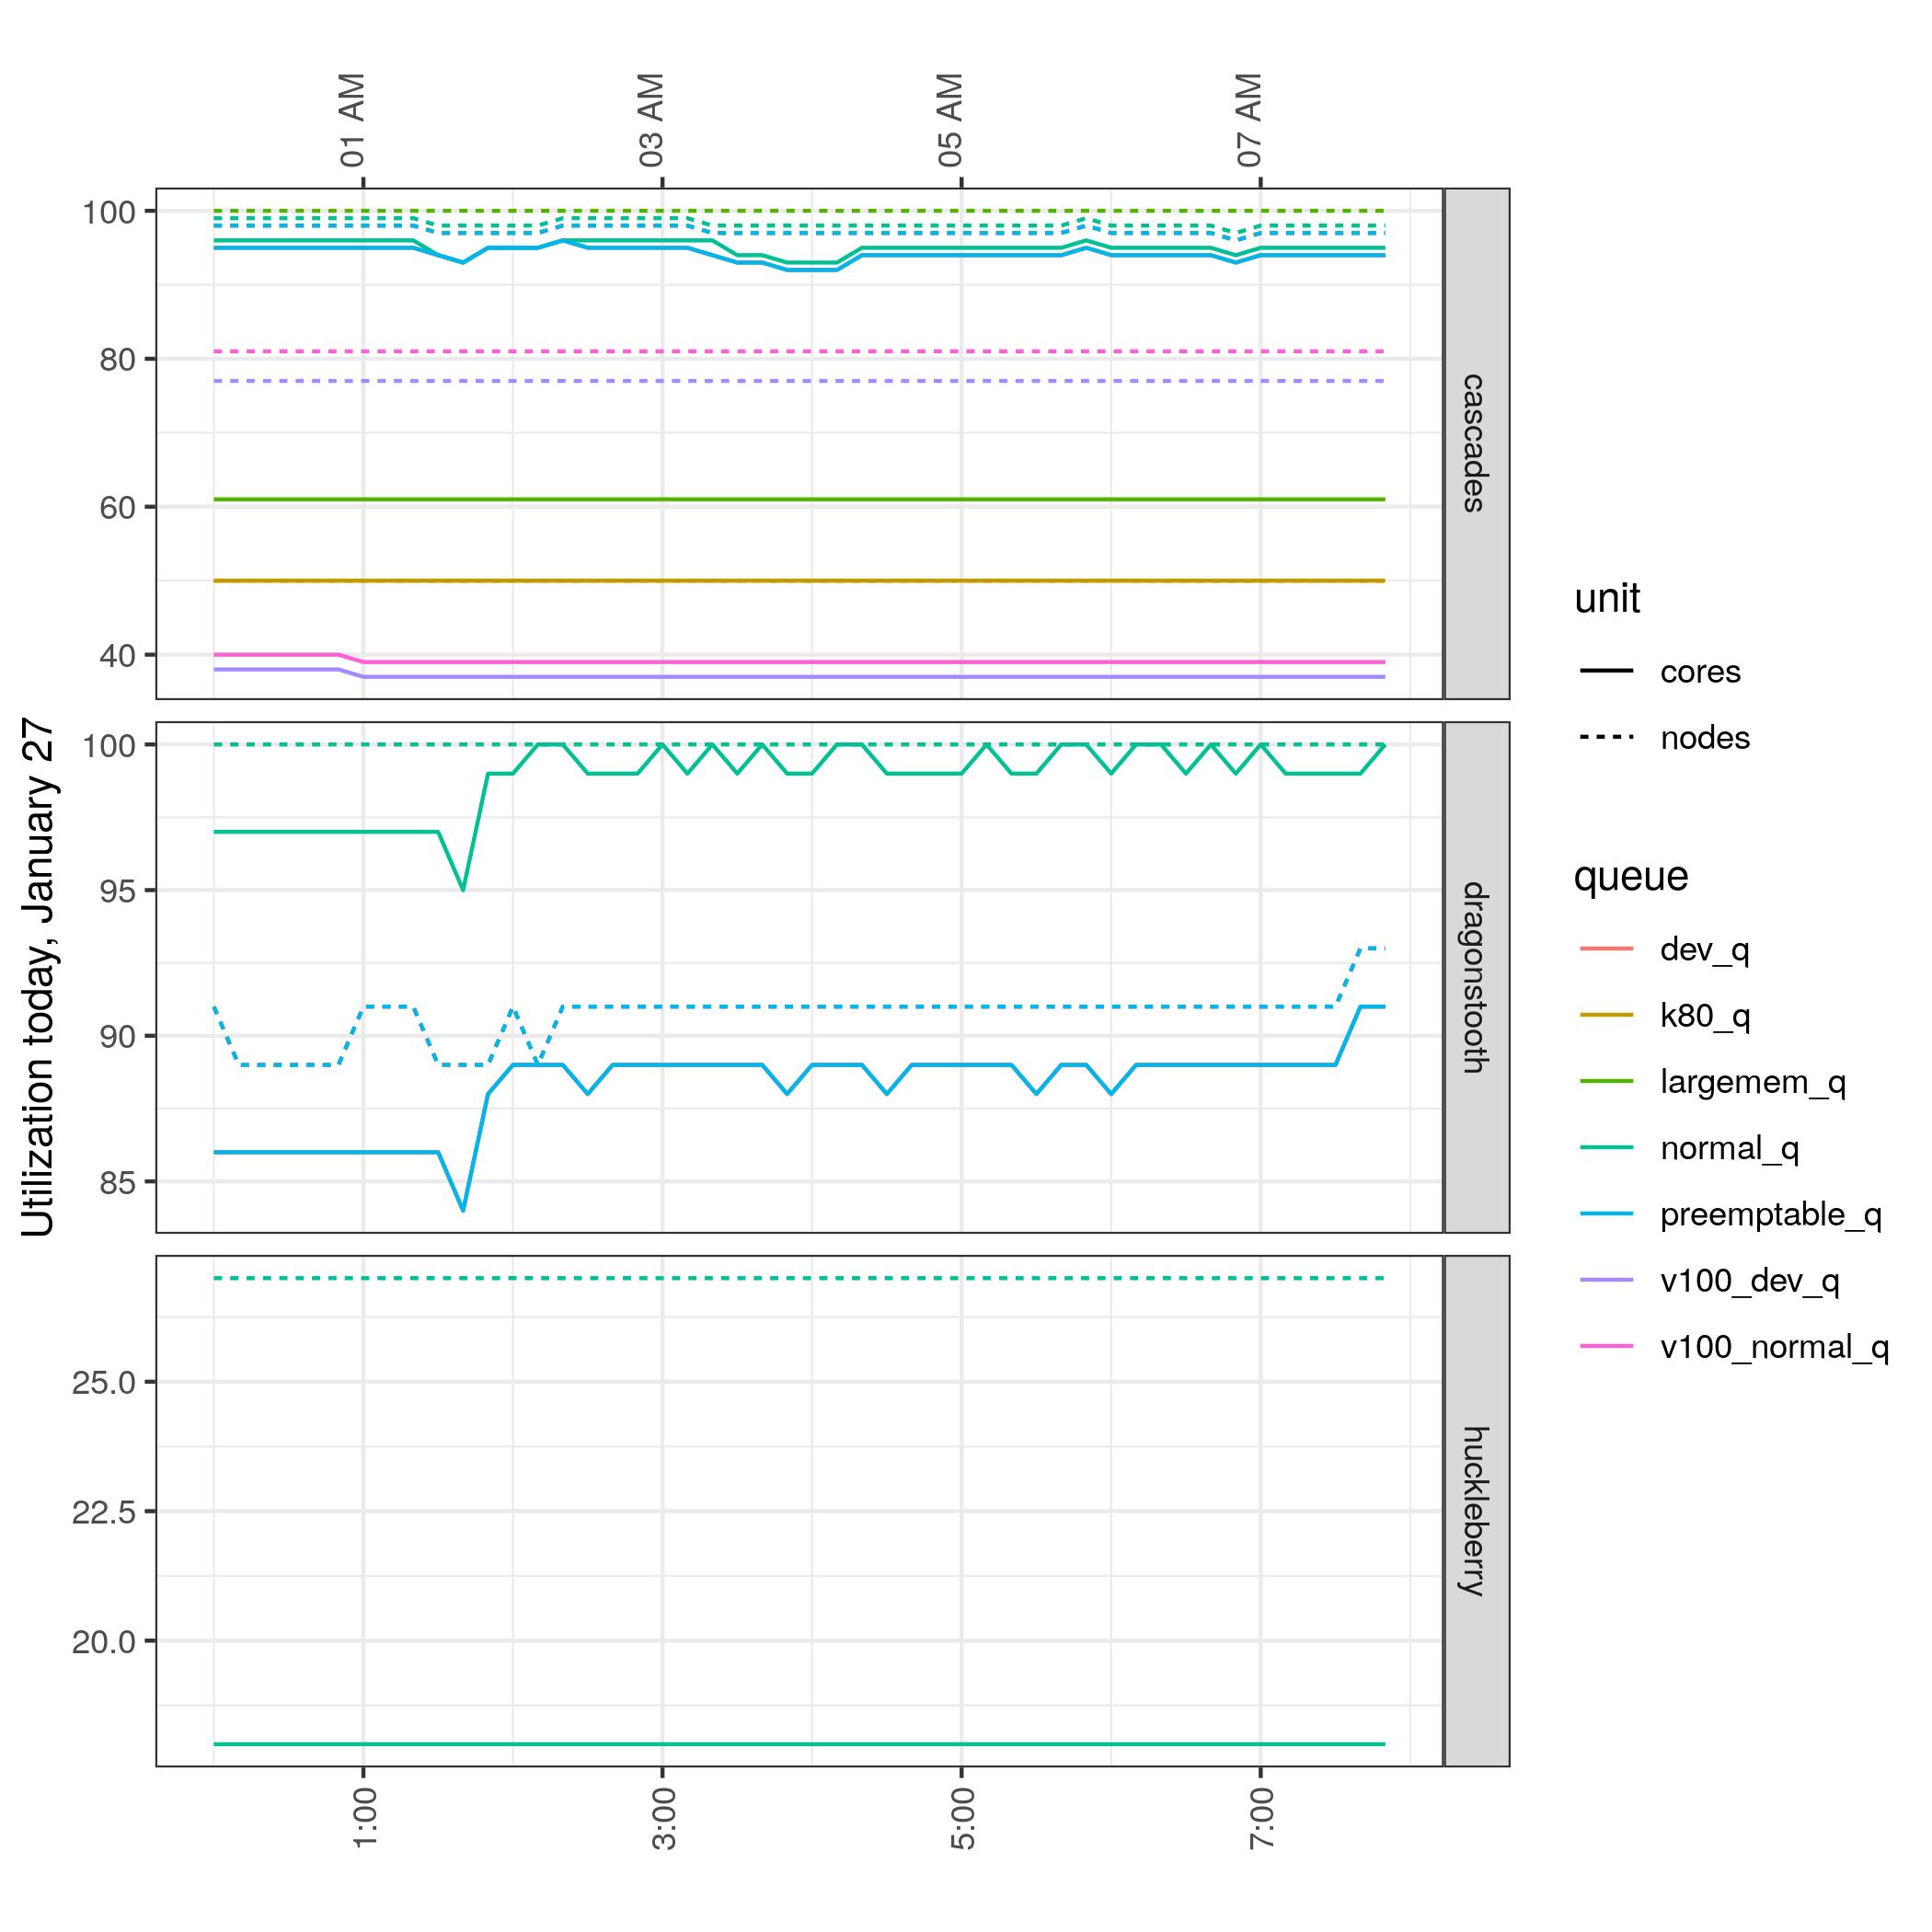 01 AM
03 AM
05 AM
07 AM
Utilization today, January 27
100
80
60
40
cascades
100
95
90
85
dragonstooth
25.0
22.5
20.0
huckleberry
1:00
3:00
5:00
7:00
unit
cores
nodes
queue
dev_q
k80_q
largemem_q
normal_q
preemptable_q
v100_dev_q
v100_normal_q